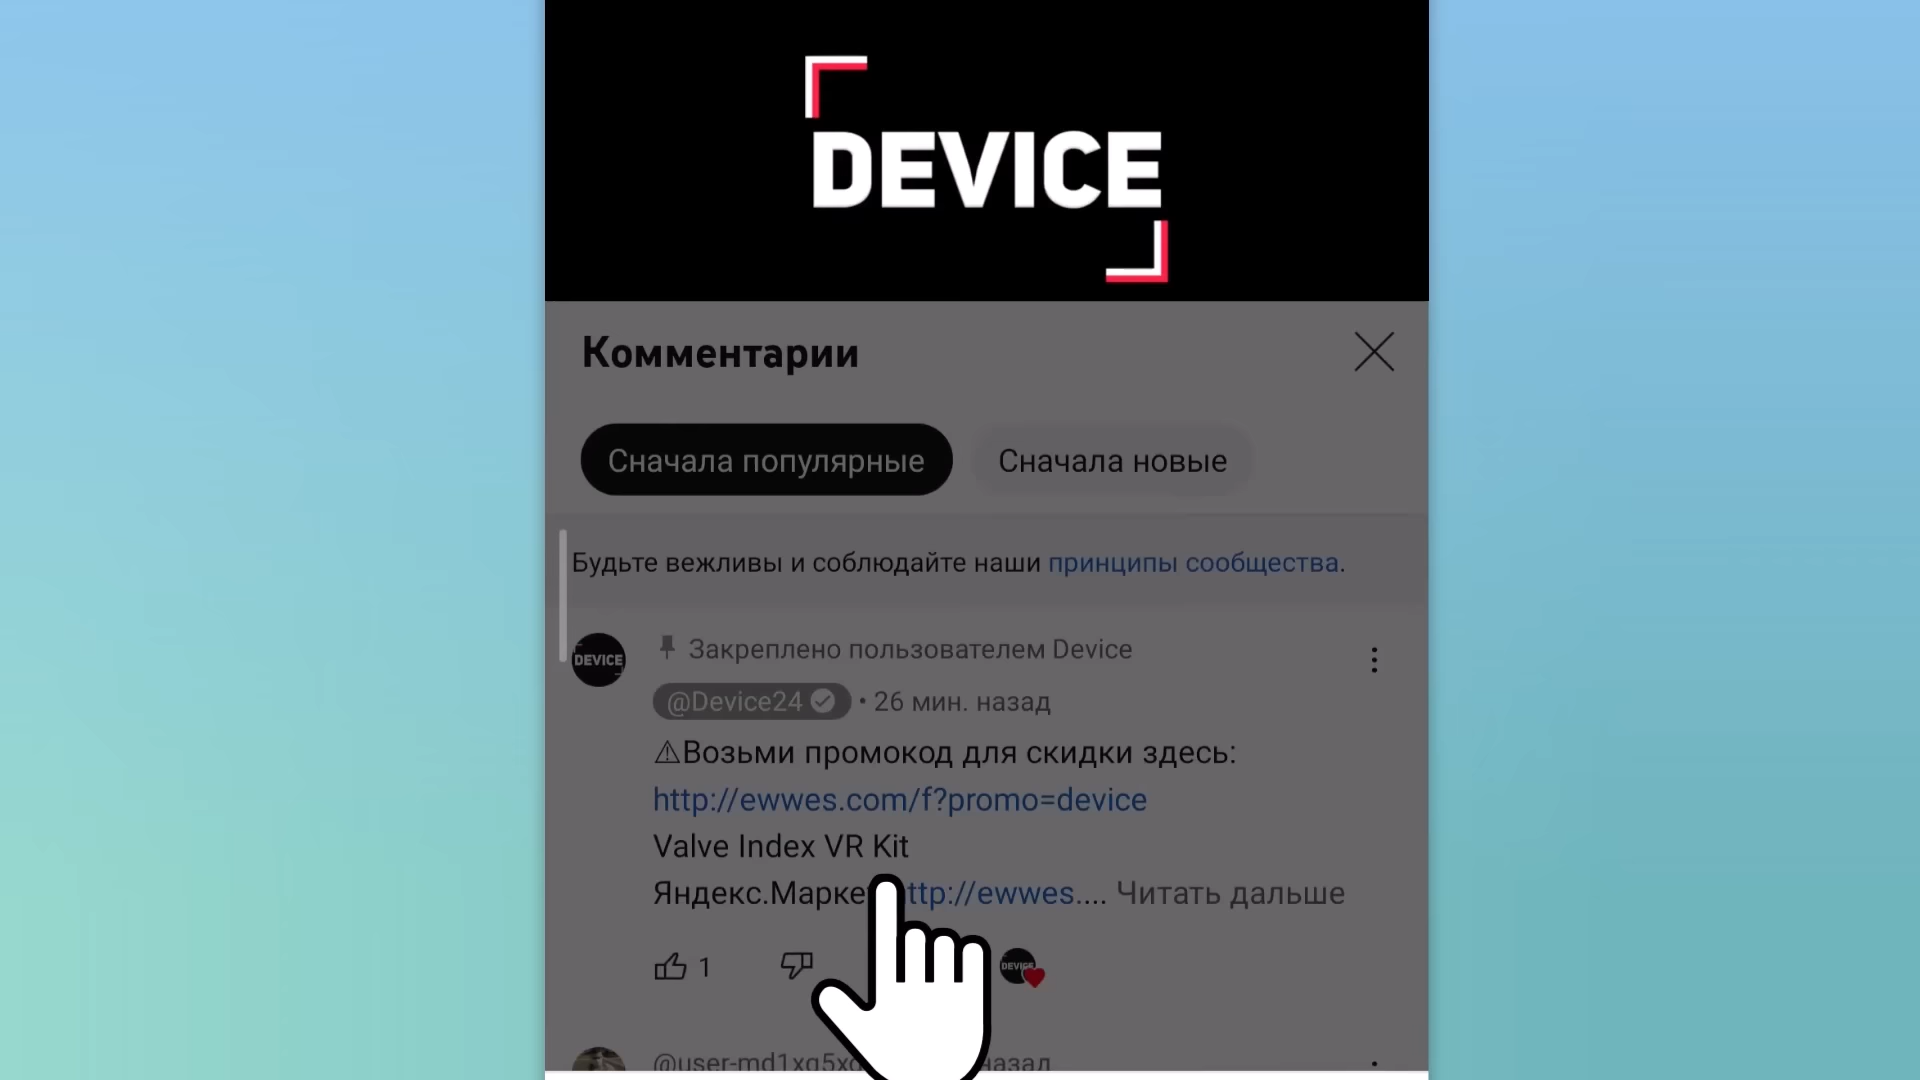 DEVICE
Комментарии
Сначала популярные
Сначала новые
Будьте вежливы и соблюдайте наши принципы сообщества.
DEVICE
Закреплено пользователем Device
@Device24 • 26 мин. назад
⚠Возьми промокод для скидки здесь:
http://ewwes.com/f?promo=device
Valve Index VR Kit
Яндекс.Марке ttp://ewwes.... Читать дальше
1
DEVICE
назад